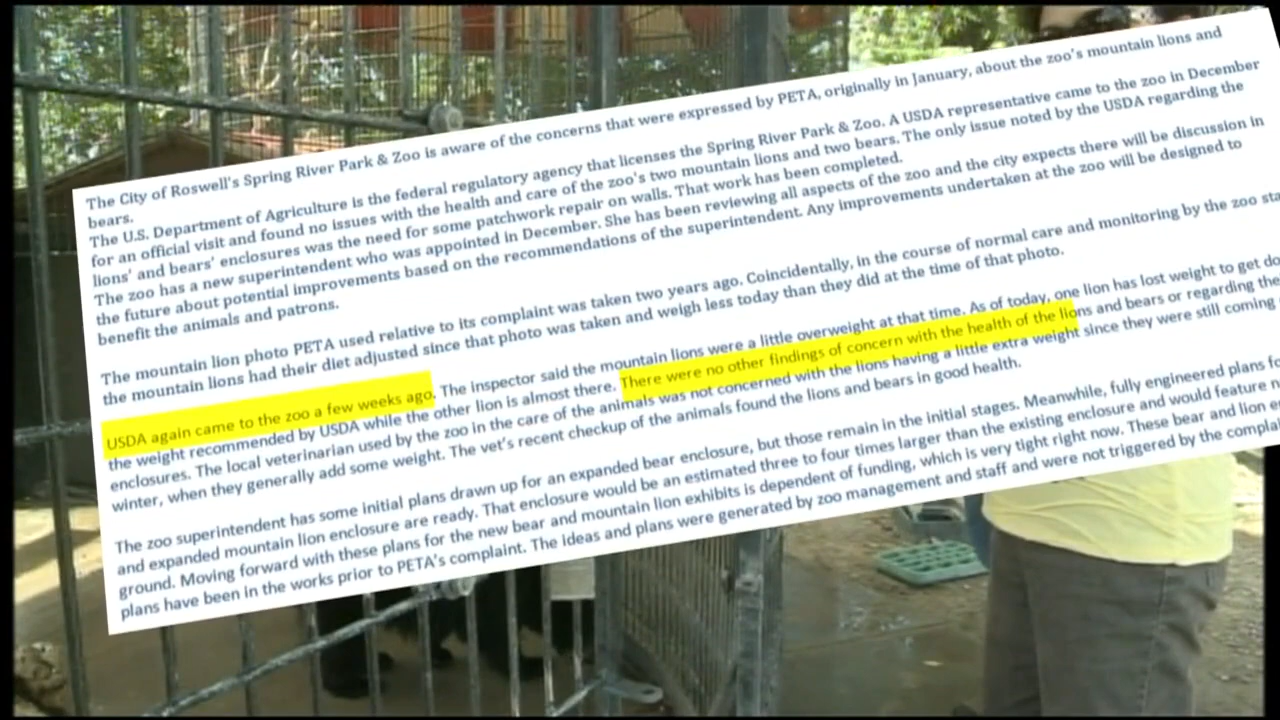 The City of Roswell's Spring River Park & Zoo is aware of the concerns that were expressed by PETA, originally in January, about the zoo's mountain lions and
bears.
The U.S. Department of Agriculture is the federal regulatory agency that licenses the Spring River Park & Zoo. A USDA representative came to the zoo in December
for an official visit and found no issues with the health and care of the zoo's two mountain lions and two bears. The only issue noted by the USDA regarding the
lions' and bears' enclosures was the need for some patchwork repair on walls. That work has been completed.
The zoo has a new superintendent who was appointed in December. She has been reviewing all aspects of the zoo and the city expects there will be discussion in
the future about potential improvements based on the recommendations of the superintendent. Any improvements undertaken at the zoo will be designed to
benefit the animals and patrons.
The mountain lion photo PETA used relative to its complaint was taken two years ago. Coincidentally, in the course of normal care and monitoring by the zoo sta
the mountain lions had their diet adjusted since that photo was taken and weigh less today than they did at the time of that photo.
USDA again came to the zoo a few weeks ago. The inspector said the mountain lions were a little overweight at that time. As of today, one lion has lost weight to get do
the weight recommended by USDA while the other lion is almost there. There were no other findings of concern with the health of the lions and bears or regarding the
enclosures. The local veterinarian used by the zoo in the care of the animals was not concerned with the lions having a little extra weight since they were still coming
winter, when they generally add some weight. The vet's recent checkup of the animals found the lions and bears in good health.
The zoo superintendent has some initial plans drawn up for an expanded bear enclosure, but those remain in the initial stages. Meanwhile, fully engineered plans fo
and expanded mountain lion enclosure are ready. That enclosure would be an estimated three to four times larger than the existing enclosure and would feature
ground. Moving forward with these plans for the new bear and mountain lion exhibits is dependent of funding, which is very tight right now. These bear and lion
plans have been in the works prior to PETA's complaint. The ideas and plans were generated by zoo management and staff and were not triggered by the complai